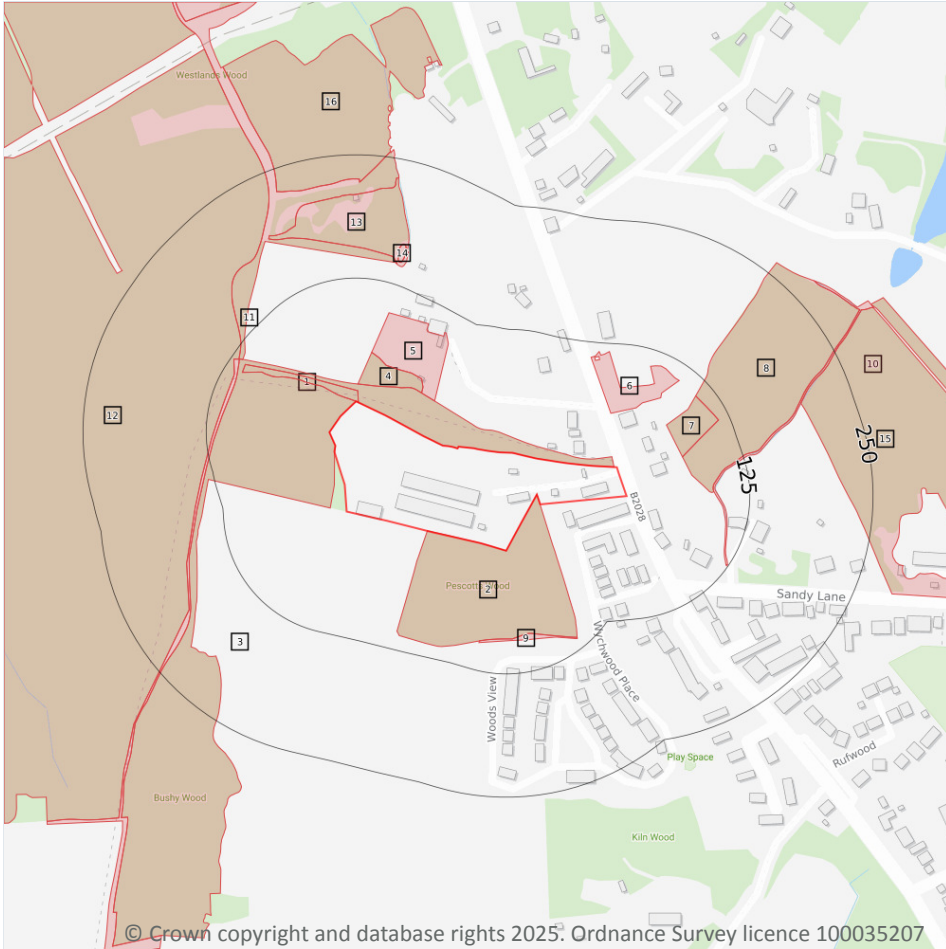 Westlands Wood
16
13
14
11
5
1
4
6
8
10
7
12
15
250
125
B2028
Pescotts Wood
2
Sandy Lane
9
3
Wychwood Place
Woods View
Rufwood
Play Space
Bushy Wood
Kiln Wood
© Crown copyright and database rights 2025. Ordnance Survey licence 100035207